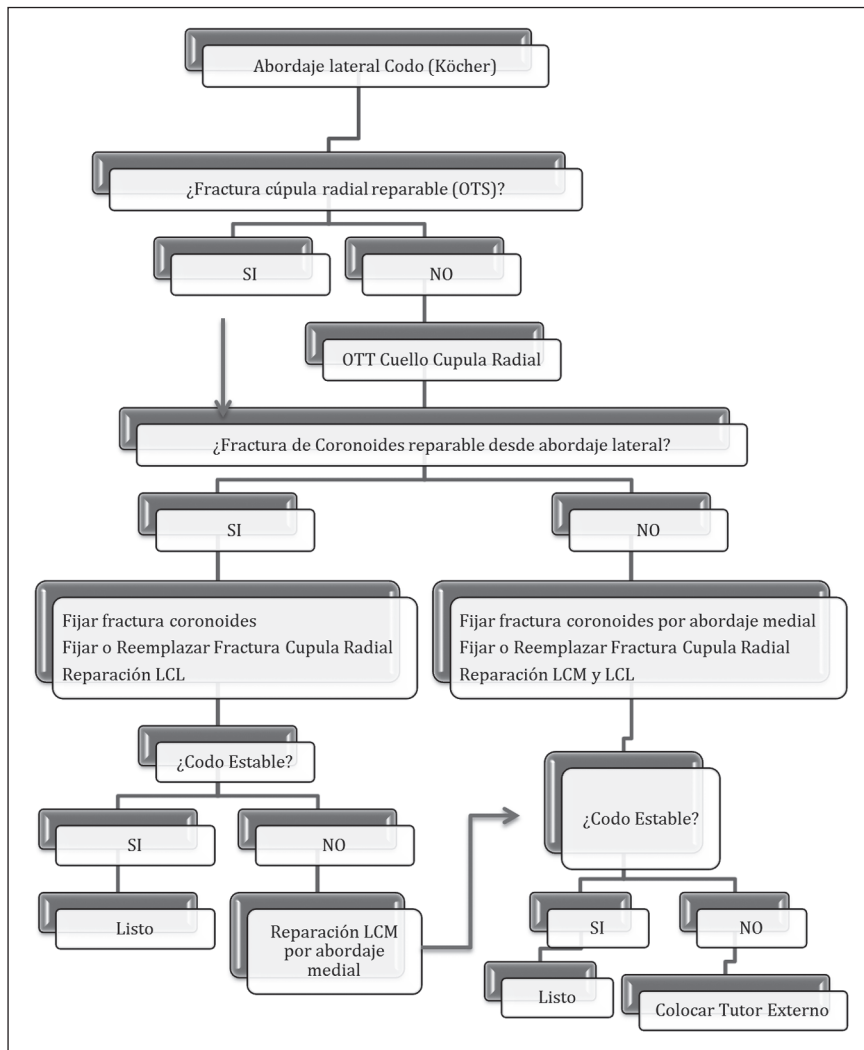 Abordaje lateral Codo (Köcher)
¿Fractura cúpula radial reparable (OTS)?
SI
NO
OTT Cuello Cupula Radial
¿Fractura de Coronoides reparable desde abordaje lateral?
SI
NO
Fijar fractura coronoides
Fijar o Reemplazar Fractura Cupula Radial
Reparación LCL
Fijar fractura coronoides por abordaje medial
Fijar o Reemplazar Fractura Cupula Radial
Reparación LCM y LCL
¿Codo Estable?
SI
NO
Listo
Reparación LCM
por abordaje
medial
¿Codo Estable?
SI
NO
Listo
Colocar Tutor Externo